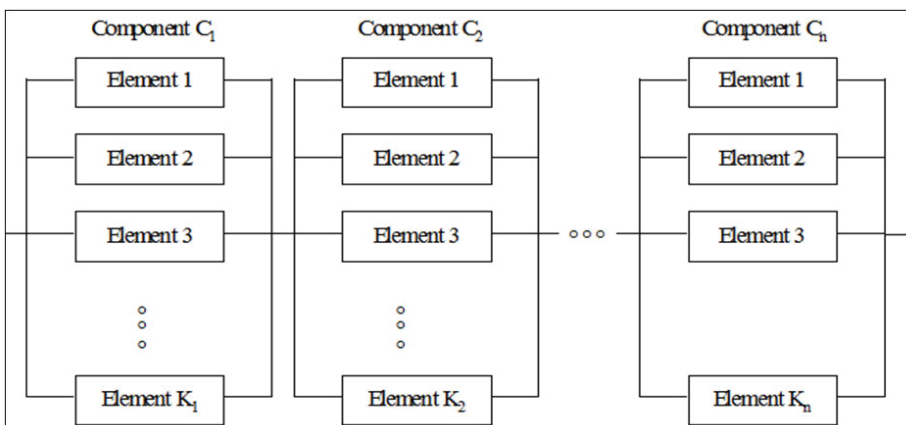 Component C₁
Component C₂
Component Cₙ
Element 1
Element 1
Element 1
Element 2
Element 2
Element 2
Element 3
Element 3
Element 3
Element K₁
Element K₂
Element Kₙ